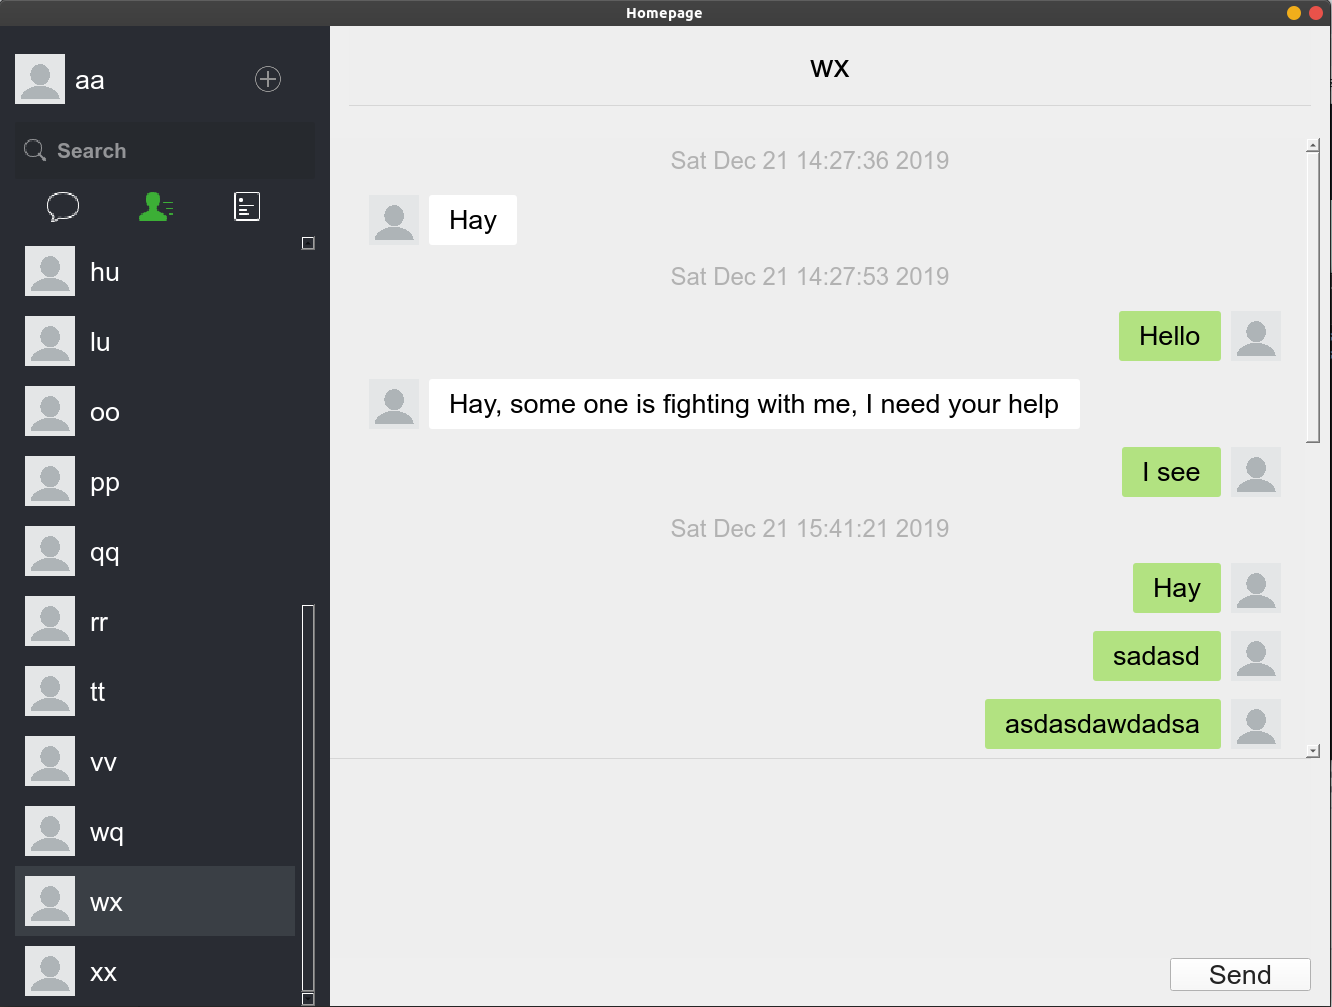 Homepage
aa
Search
hu
lu
oo
pp
qq
rr
tt
vv
wq
wx
xx
wx
Sat Dec 21 14:27:36 2019
Hay
Sat Dec 21 14:27:53 2019
Hello
Hay, some one is fighting with me, I need your help
I see
Sat Dec 21 15:41:21 2019
Hay
sadasd
asdasdawdadsa
Send